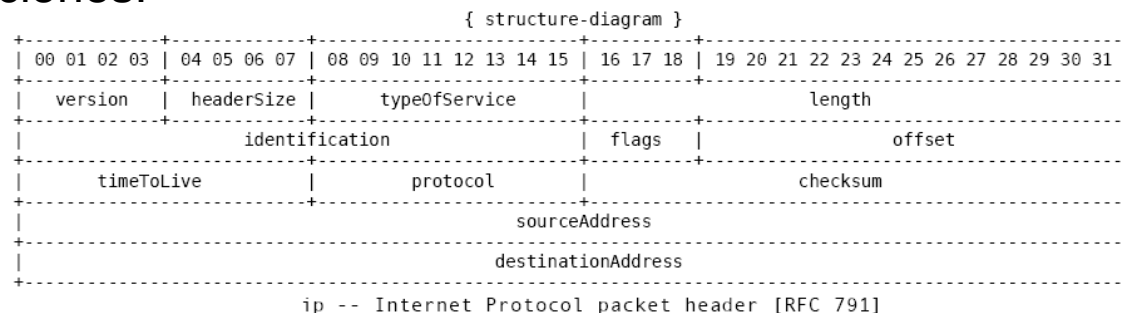 { structure-diagram }
| 00 01 02 03 | 04 05 06 07 | 08 09 10 11 12 13 14 15 | 16 17 18 | 19 20 21 22 23 24 25 26 27 28 29 30 31
| version | headerSize | typeOfService | length
| identification | flags | offset
| timeToLive | protocol | checksum
| sourceAddress
| destinationAddress
ip -- Internet Protocol packet header [RFC 791]